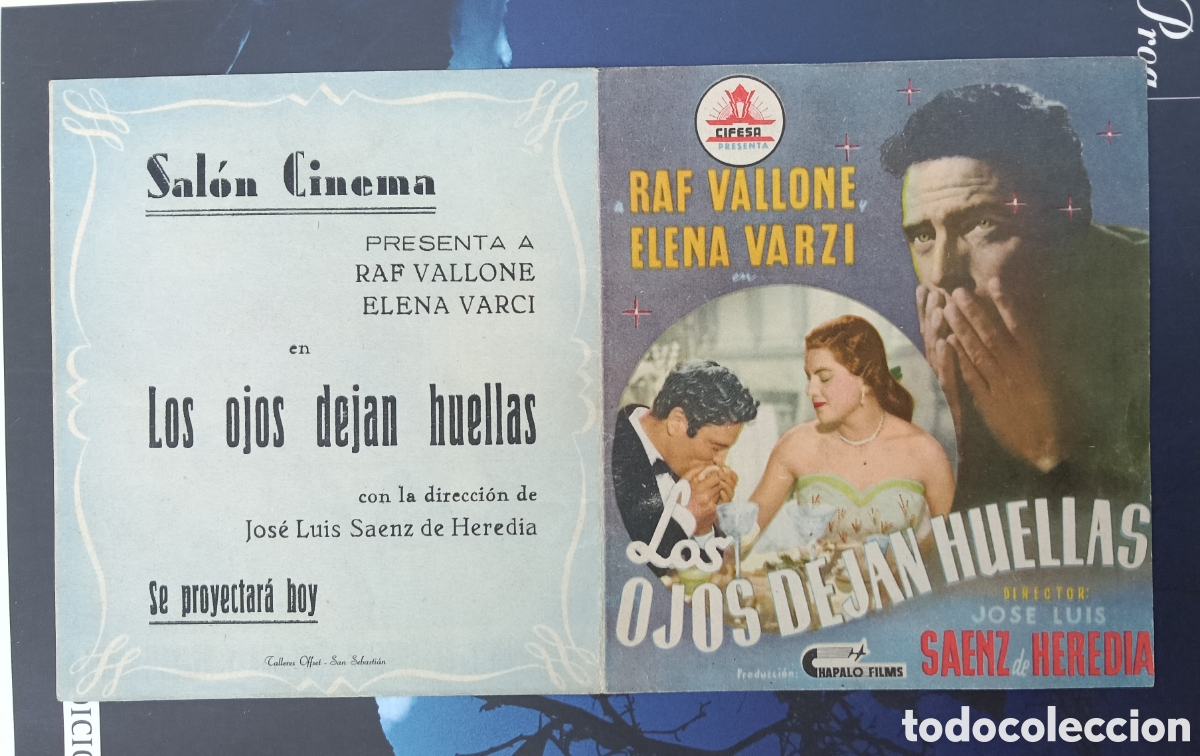 Salón Cinema
PRESENTA A
RAF VALLONE
ELENA VARCI
en
Los ojos dejan huellas
con la dirección de
José Luis Saenz de Heredia
Se proyectará hoy
Talleres Offset - San Sebastián
CIFESA
PRESENTA
a RAF VALLONE y
ELENA VARZI
en
Los
OJOS DEJAN HUELLAS
DIRECTOR:
JOSE LUIS
SAENZ de HEREDIA
Producción: CHAPALO FILMS
Prog
DICI
todocoleccion